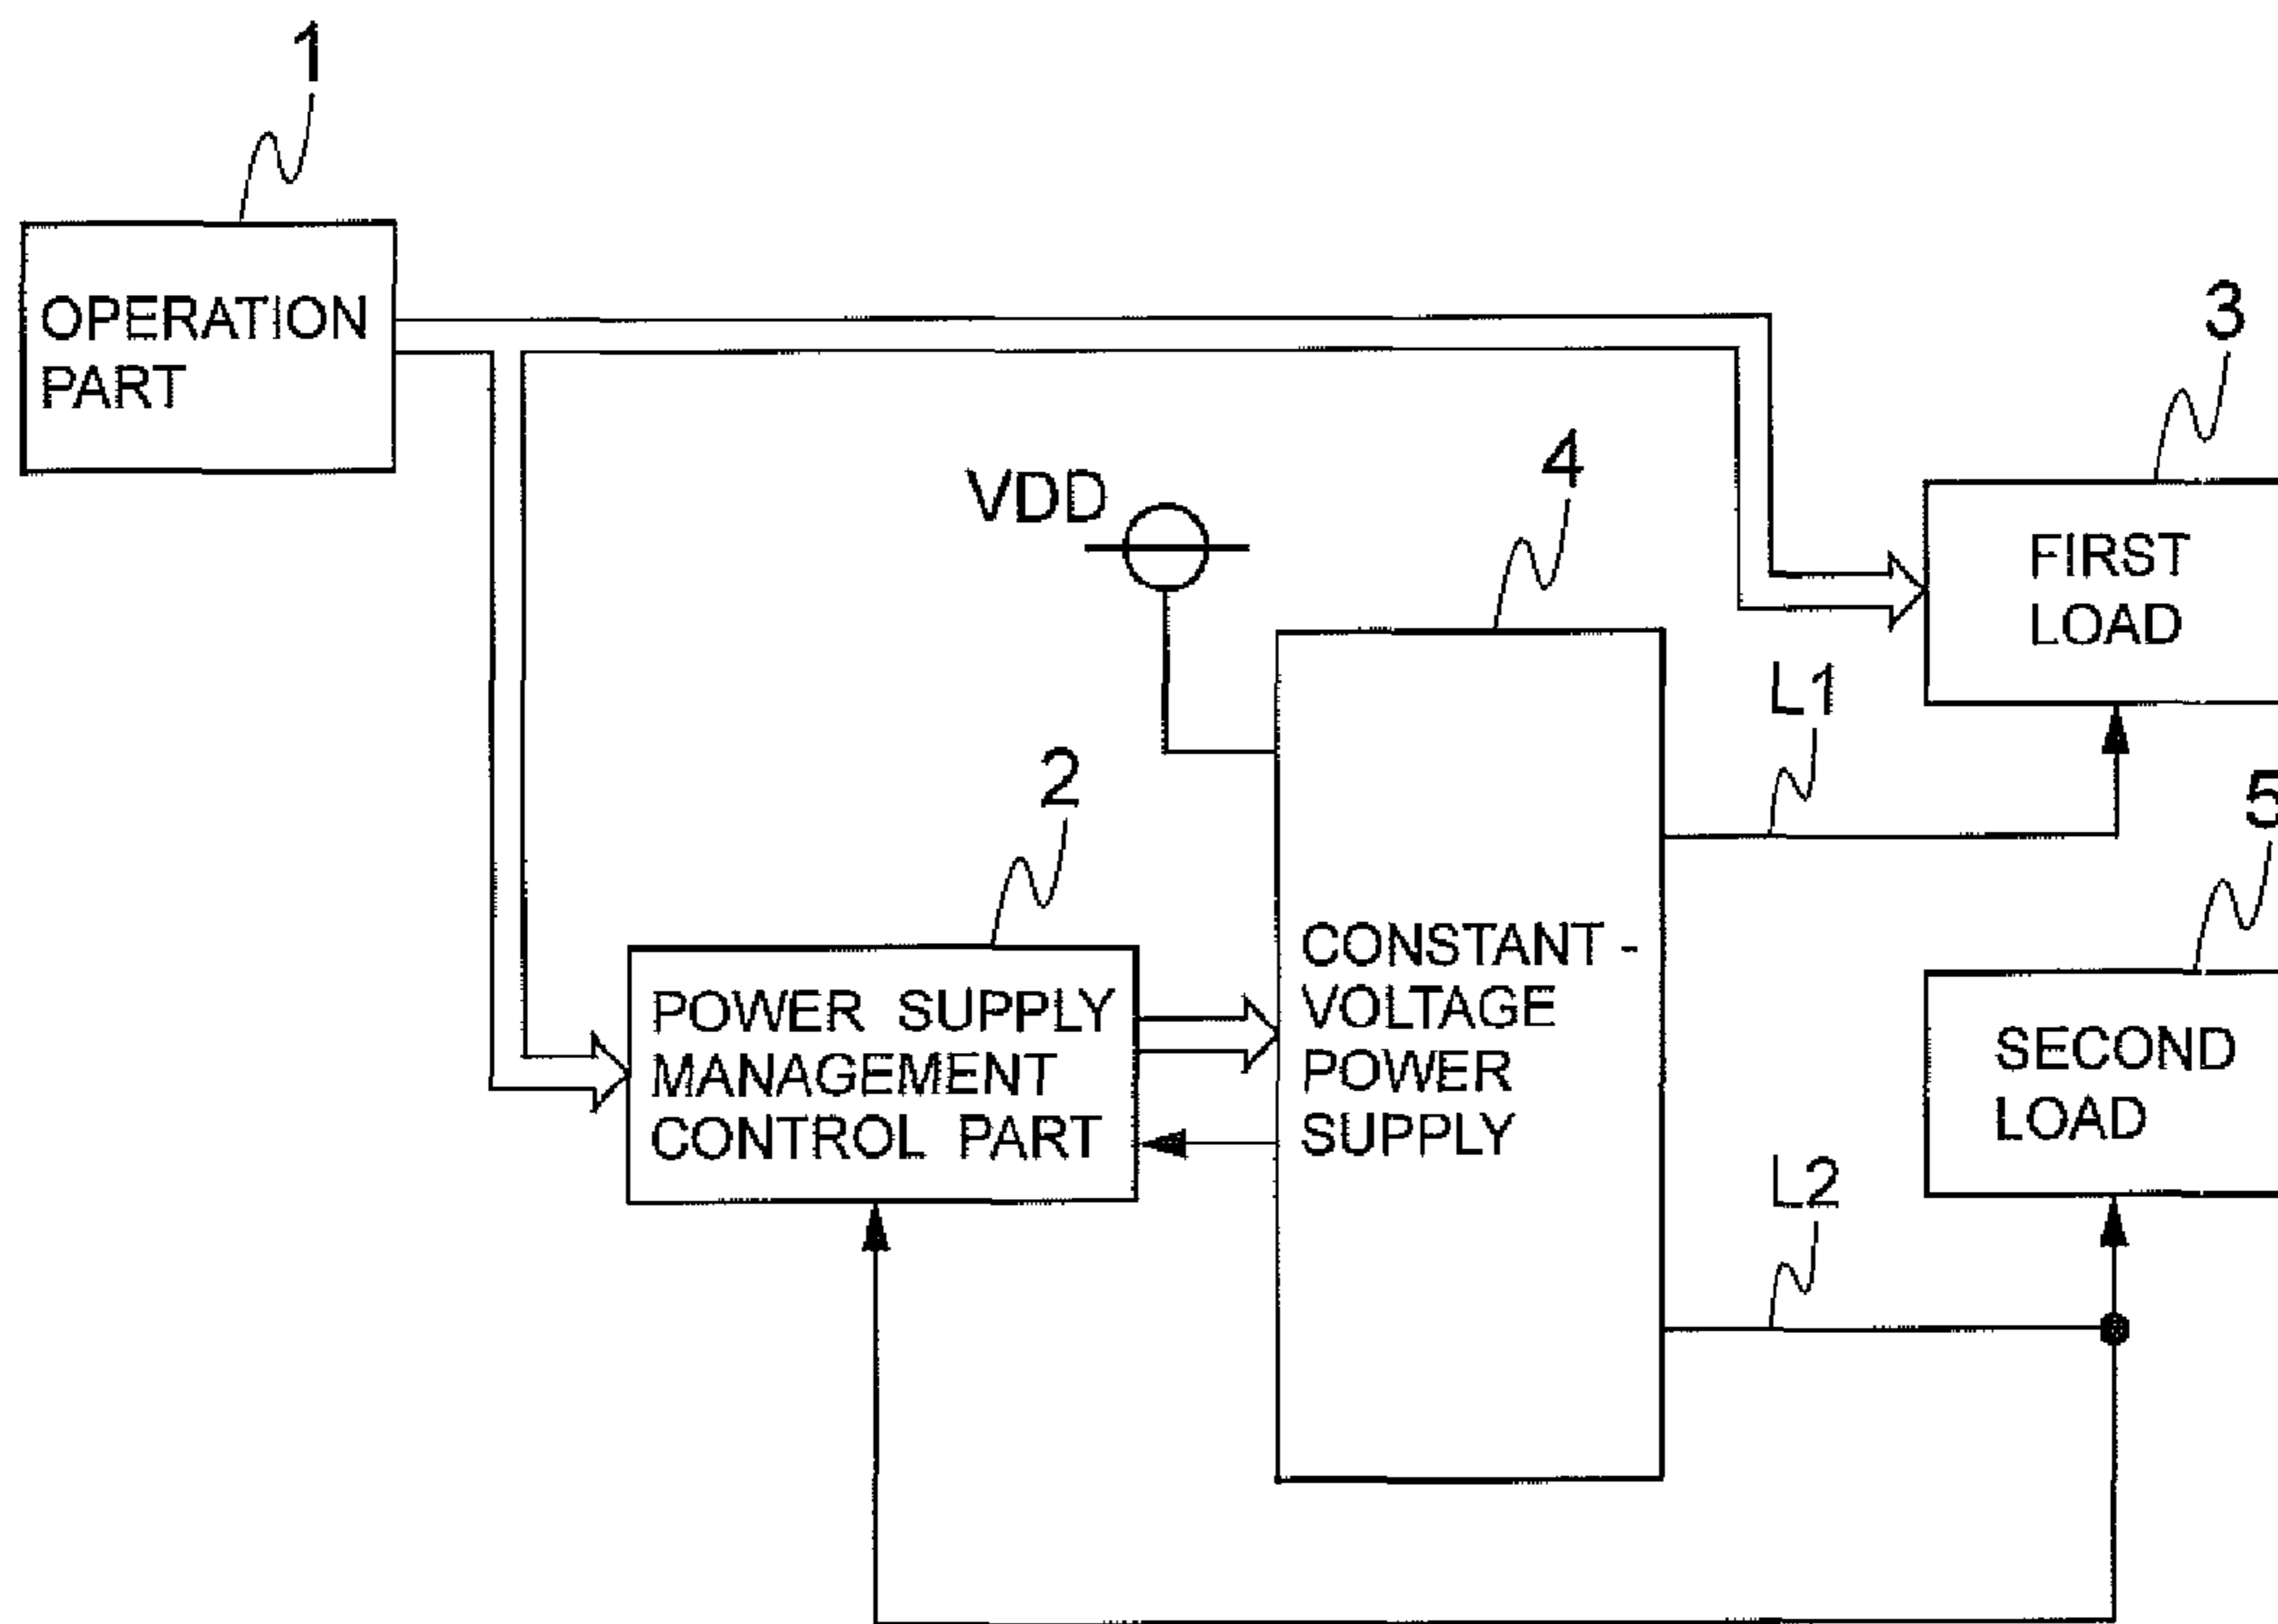 1
OPERATION
PART
3
FIRST
LOAD
VDD
4
L1
2
5
CONSTANT-
VOLTAGE
POWER
SUPPLY
POWER SUPPLY
MANAGEMENT
CONTROL PART
SECOND
LOAD
L2